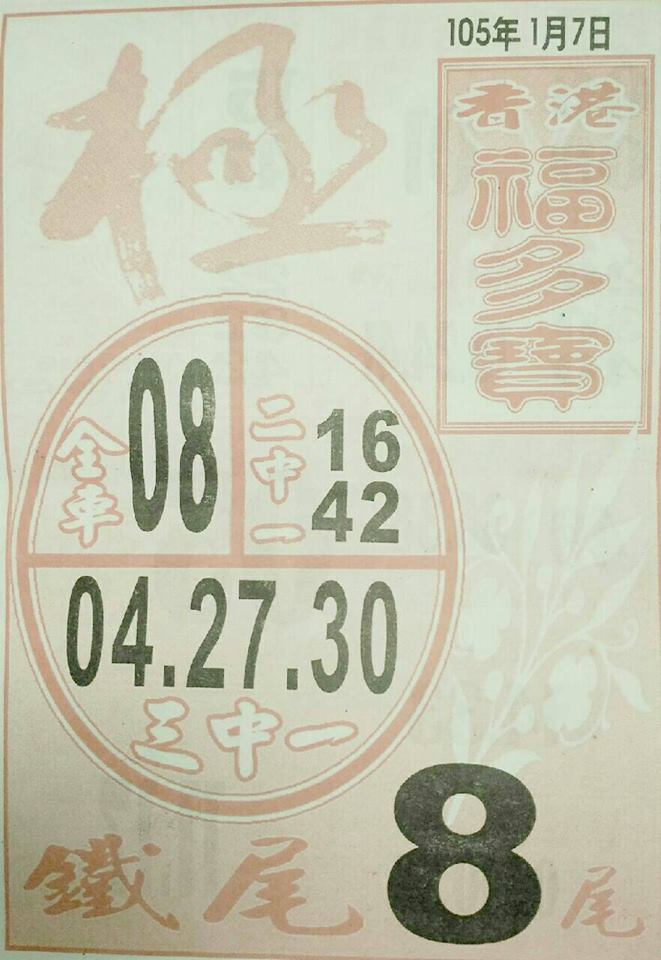 105年1月7日
極
香港
福多寶
全車
08
二中一
16
42
04.27.30
三中一
鐵尾 8尾